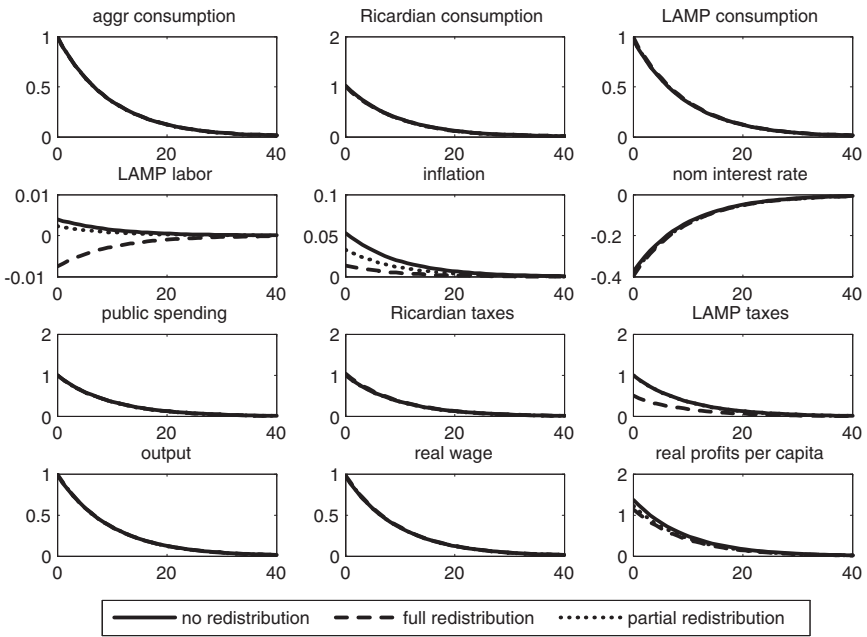 aggr consumption Ricardian consumption LAMP consumption
1 2 1
0.5 1 0.5
0 0 0
0 20 40 0 20 40 0 20 40
LAMP labor inflation nom interest rate
0.01 0.1 0
0 0.05 -0.2
-0.01 0 -0.4
0 20 40 0 20 40 0 20 40
public spending Ricardian taxes LAMP taxes
2 2 2
1 1 1
0 0 0
0 20 40 0 20 40 0 20 40
output real wage real profits per capita
1 1 2
0.5 0.5 1
0 0 0
0 20 40 0 20 40 0 20 40
no redistribution full redistribution partial redistribution